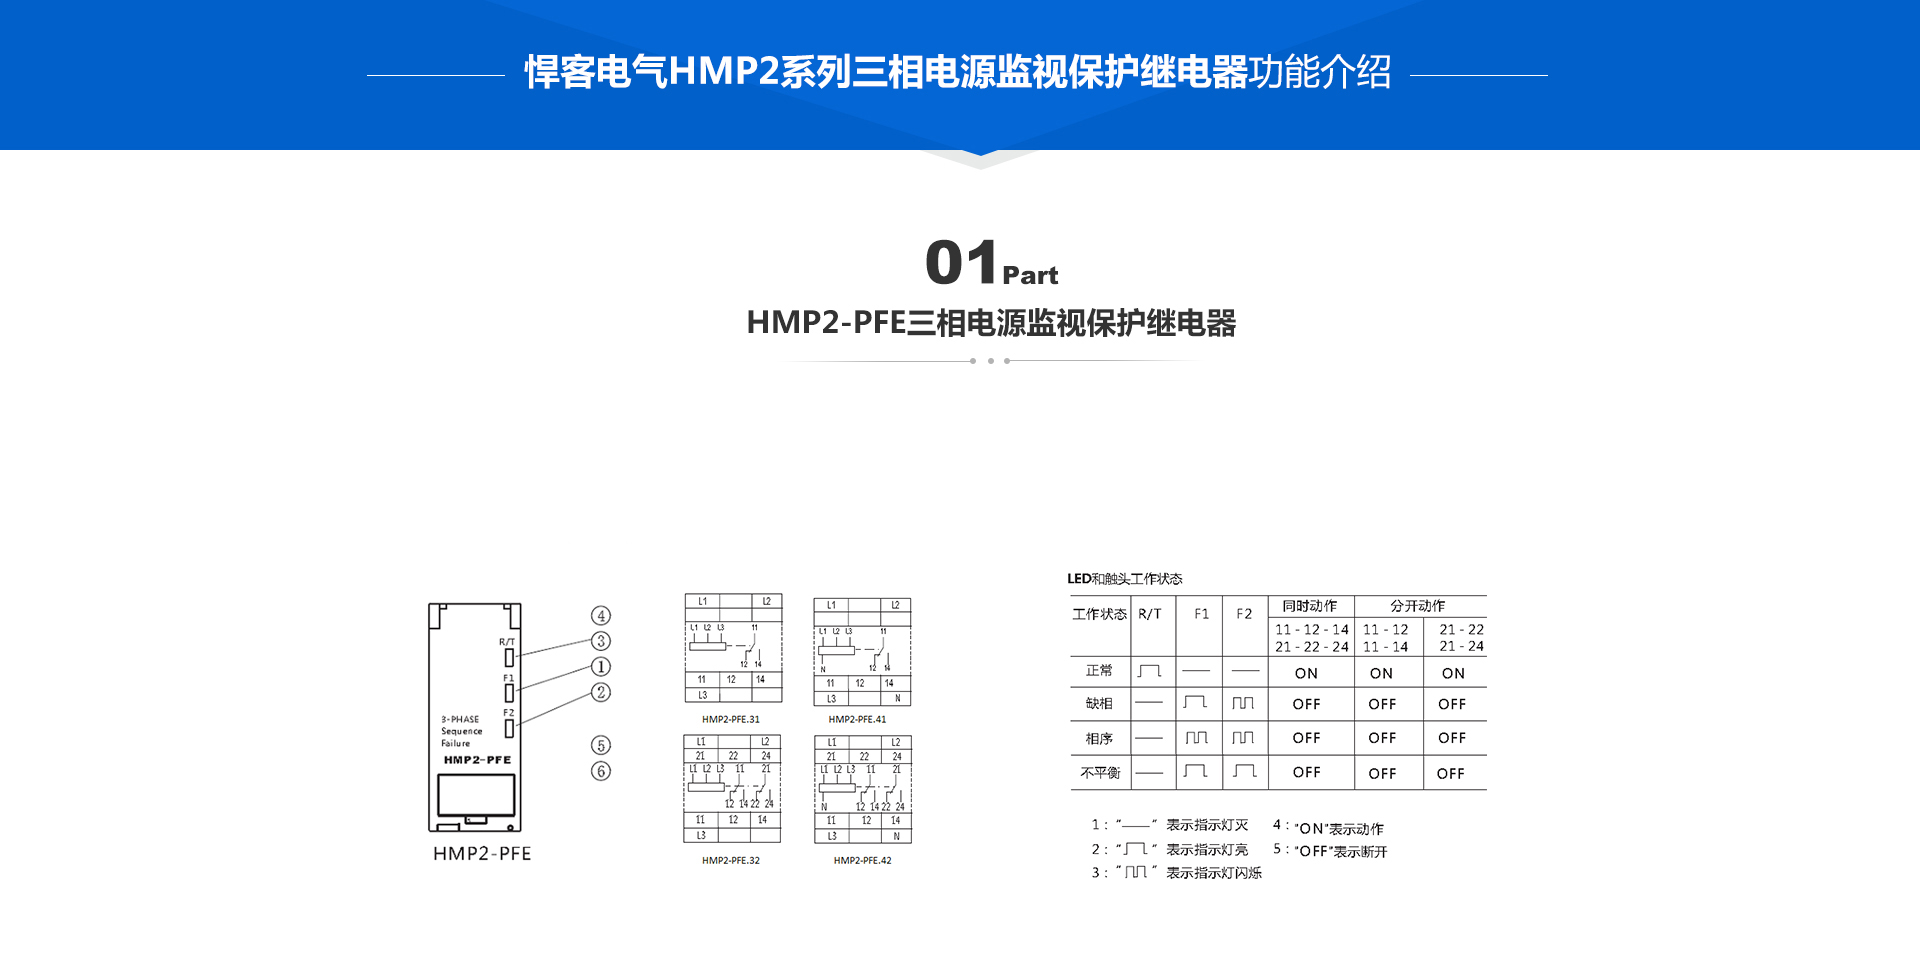 悍客电气HMP2系列三相电源监视保护继电器功能介绍
01 Part
HMP2-PFE三相电源监视保护继电器
R/T
F1
F2
3-PHASE
Sequence
Failure
HMP2-PFE
HMP2-PFE
④
③
①
②
⑤
⑥
L1 L2
L1 L2 L3 11
12 14
11 12 14
L3
HMP2-PFE.31
L1 L2
L1 L2 L3 11
N 12 14
11 12 14
L3 N
HMP2-PFE.41
L1 L2
21 22 24
L1 L2 L3 11 21
12 14 22 24
11 12 14
L3
HMP2-PFE.32
L1 L2
21 22 24
L1 L2 L3 11 21
N 12 14 22 24
11 12 14
L3 N
HMP2-PFE.42
LED和触头工作状态
工作状态 R/T F1 F2 同时动作 分开动作
11-12-14 11-12 21-22
21-22-24 11-14 21-24
正常 ON ON ON
缺相 OFF OFF OFF
相序 OFF OFF OFF
不平衡 OFF OFF OFF
1："——" 表示指示灯灭
2："" 表示指示灯亮
3："" 表示指示灯闪烁
4："ON"表示动作
5："OFF"表示断开